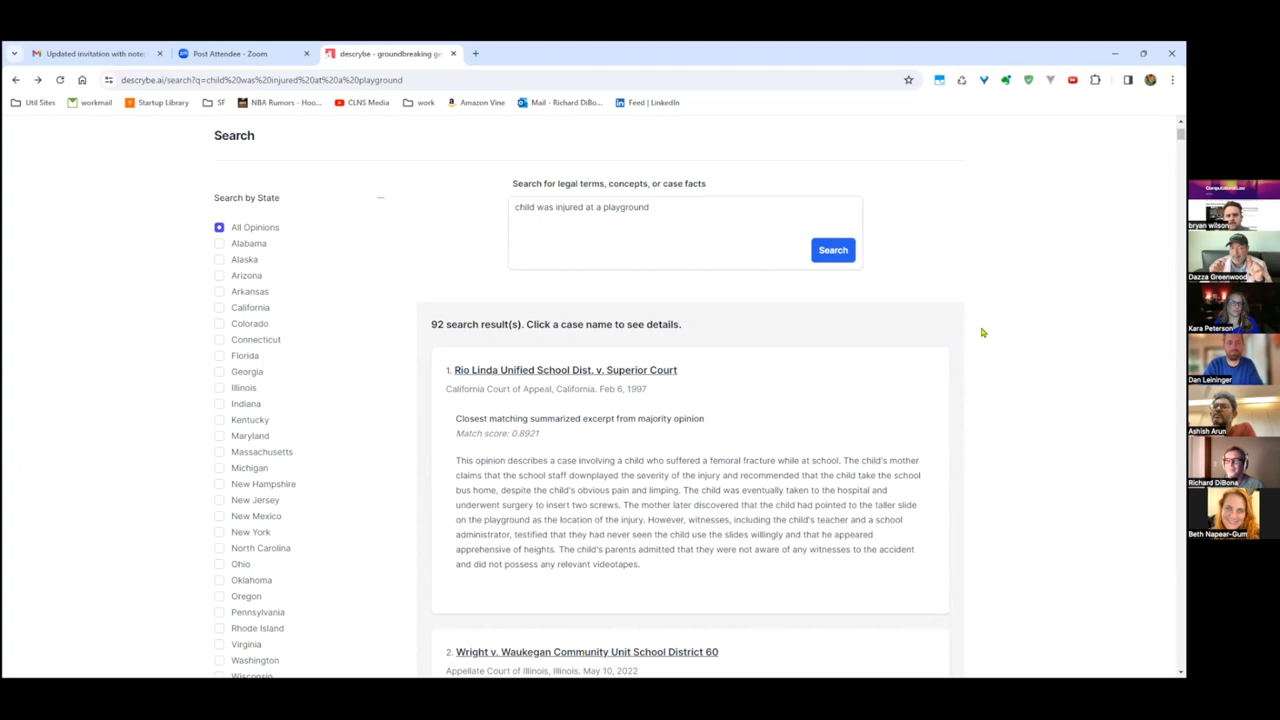 Updated invitation with note:
Post Attendee - Zoom
descrybe - groundbreaking ge
descrybe.ai/search?q=child%20was%20injured%20at%20a%20playground
Util Sites
workmail
Startup Library
SF
NBA Rumors - Hoo...
CLNS Media
work
Amazon Vine
Mail - Richard DiBo...
Feed | LinkedIn
Search
Search by State
All Opinions
Alabama
Alaska
Arizona
Arkansas
California
Colorado
Connecticut
Florida
Georgia
Illinois
Indiana
Kentucky
Maryland
Massachusetts
Michigan
New Hampshire
New Jersey
New Mexico
New York
North Carolina
Ohio
Oklahoma
Oregon
Pennsylvania
Rhode Island
Virginia
Washington
Wisconsin
Search for legal terms, concepts, or case facts
child was injured at a playground
Search
92 search result(s). Click a case name to see details.
1. Rio Linda Unified School Dist. v. Superior Court
California Court of Appeal, California. Feb 6, 1997
Closest matching summarized excerpt from majority opinion
Match score: 0.8921
This opinion describes a case involving a child who suffered a femoral fracture while at school. The child's mother
claims that the school staff downplayed the severity of the injury and recommended that the child take the school
bus home, despite the child's obvious pain and limping. The child was eventually taken to the hospital and
underwent surgery to insert two screws. The mother later discovered that the child had pointed to the taller slide
on the playground as the location of the injury. However, witnesses, including the child's teacher and a school
administrator, testified that they had never seen the child use the slides willingly and that he appeared
apprehensive of heights. The child's parents admitted that they were not aware of any witnesses to the accident
and did not possess any relevant videotapes.
2. Wright v. Waukegan Community Unit School District 60
Appellate Court of Illinois, Illinois. May 10, 2022
Computational Law
bryan wilson
Dazza Greenwood
Kara Peterson
Dan Leininger
Ashish Arun
Richard DiBona
Beth Napear-Gum